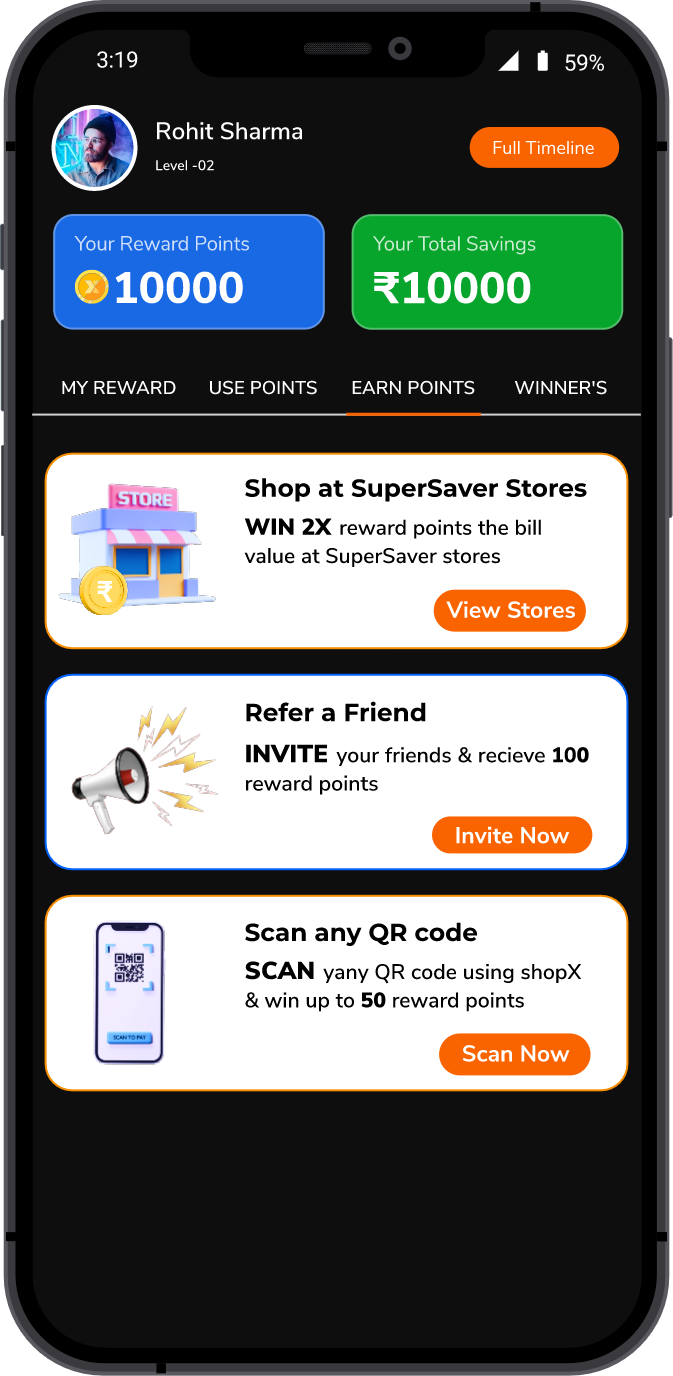 3:19
59%
Rohit Sharma
Level -02
Full Timeline
Your Reward Points
X 10000
Your Total Savings
₹10000
MY REWARD
USE POINTS
EARN POINTS
WINNER'S
STORE
₹
Shop at SuperSaver Stores
WIN 2X reward points the bill
value at SuperSaver stores
View Stores
Refer a Friend
INVITE your friends & recieve 100
reward points
Invite Now
SCAN TO PAY
Scan any QR code
SCAN yany QR code using shopX
& win up to 50 reward points
Scan Now